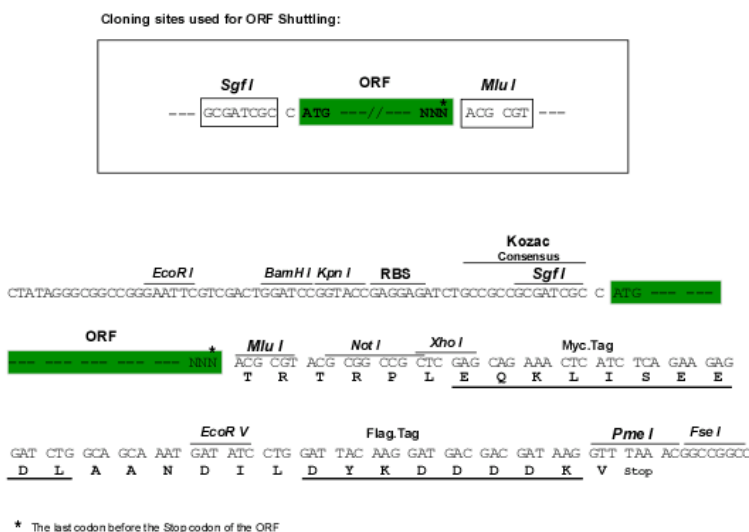 Cloning sites used for ORF Shuttling:
Sgf I ORF Mlu I
*
--- GCGATCGC C ATG ---//--- NNN ACG CGT ---
Kozac
Consensus
EcoR I BamH I Kpn I RBS Sgf I
CTATAGGGCGGCCGGGAATTCGTCGACTGGATCCGGTACCGAGGAGATCTGCCGCCGCGATCGC C ATG --- ---
ORF
*
Mlu I Not I Xho I Myc.Tag
--- --- --- --- --- --- NNN ACG CGT ACG CGG CCG CTC GAG CAG AAA CTC ATC TCA GAA GAG
T R T R P L E Q K L I S E E
EcoR V Flag.Tag Pme I Fse I
GAT CTG GCA GCA AAT GAT ATC CTG GAT TAC AAG GAT GAC GAC GAT AAG GTT TAA ACGGCCGGCC
D L A A N D I L D Y K D D D D K V Stop
* The last codon before the Stop codon of the ORF